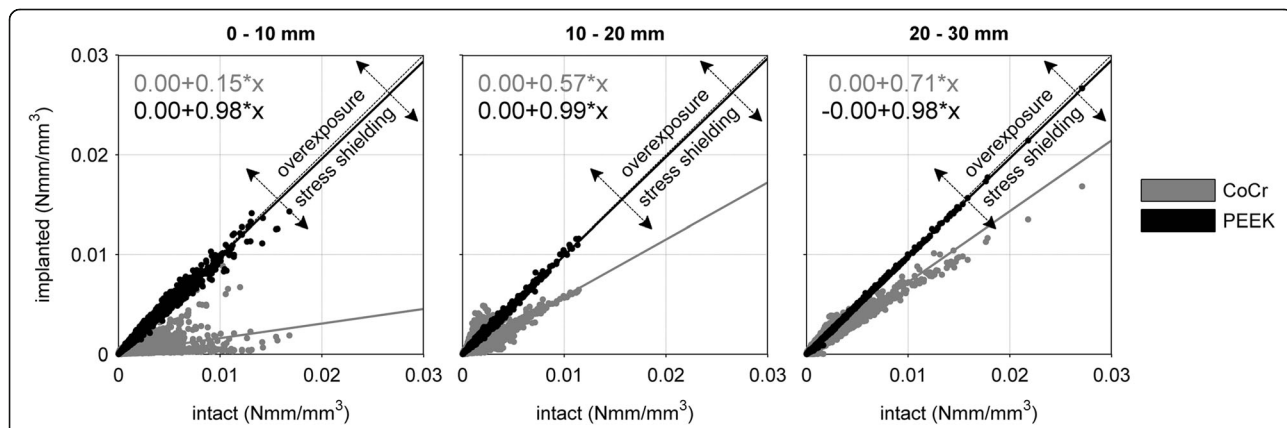 0 - 10 mm
10 - 20 mm
20 - 30 mm
implanted (Nmm/mm³)
0.03
0.02
0.01
0
0.00+0.15*x
0.00+0.98*x
overexposure
stress shielding
0
0.01
0.02
0.03
intact (Nmm/mm³)
0.00+0.57*x
0.00+0.99*x
overexposure
stress shielding
0
0.01
0.02
0.03
intact (Nmm/mm³)
0.00+0.71*x
-0.00+0.98*x
overexposure
stress shielding
0
0.01
0.02
0.03
intact (Nmm/mm³)
CoCr
PEEK